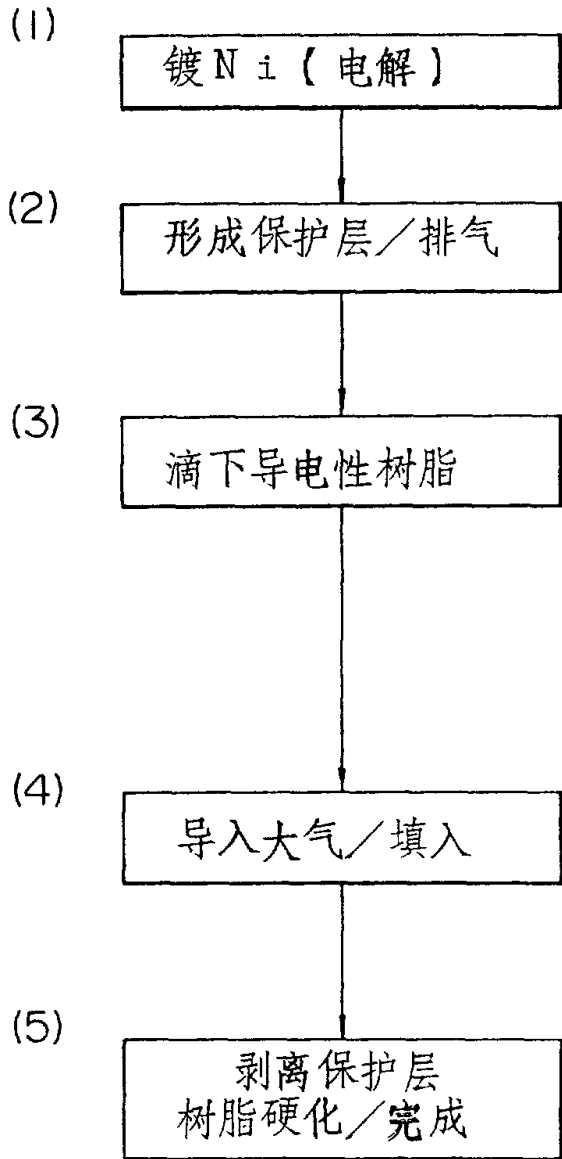 (1)
镀Ni【电解】
(2)
形成保护层／排气
(3)
滴下导电性树脂
(4)
导入大气／填入
(5)
剥离保护层
树脂硬化／完成